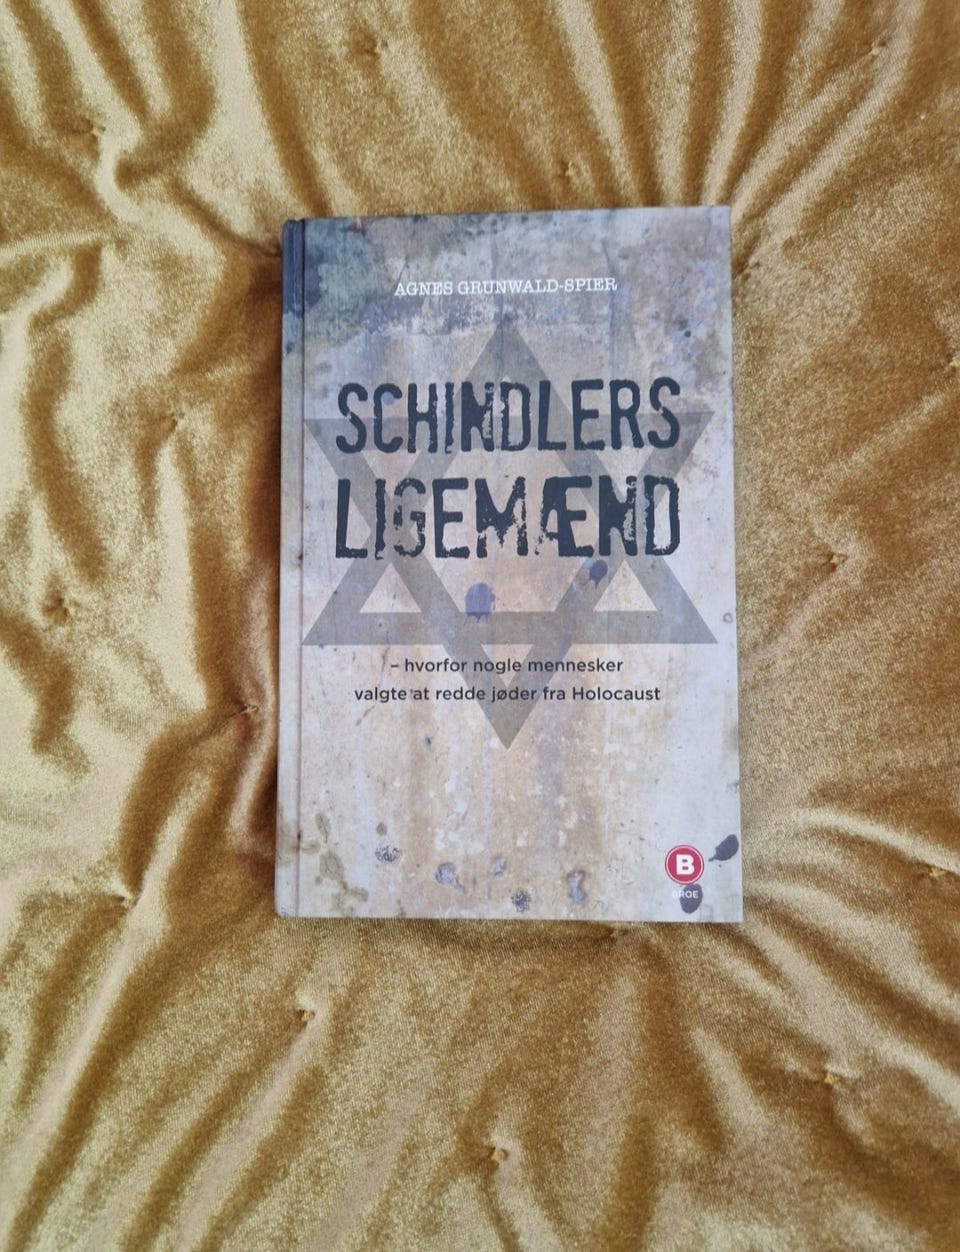 AGNES GRUNWALD-SPIER
SCHINDLERS
LIGEMÆND
– hvorfor nogle mennesker
valgte at redde jøder fra Holocaust
B
BROE